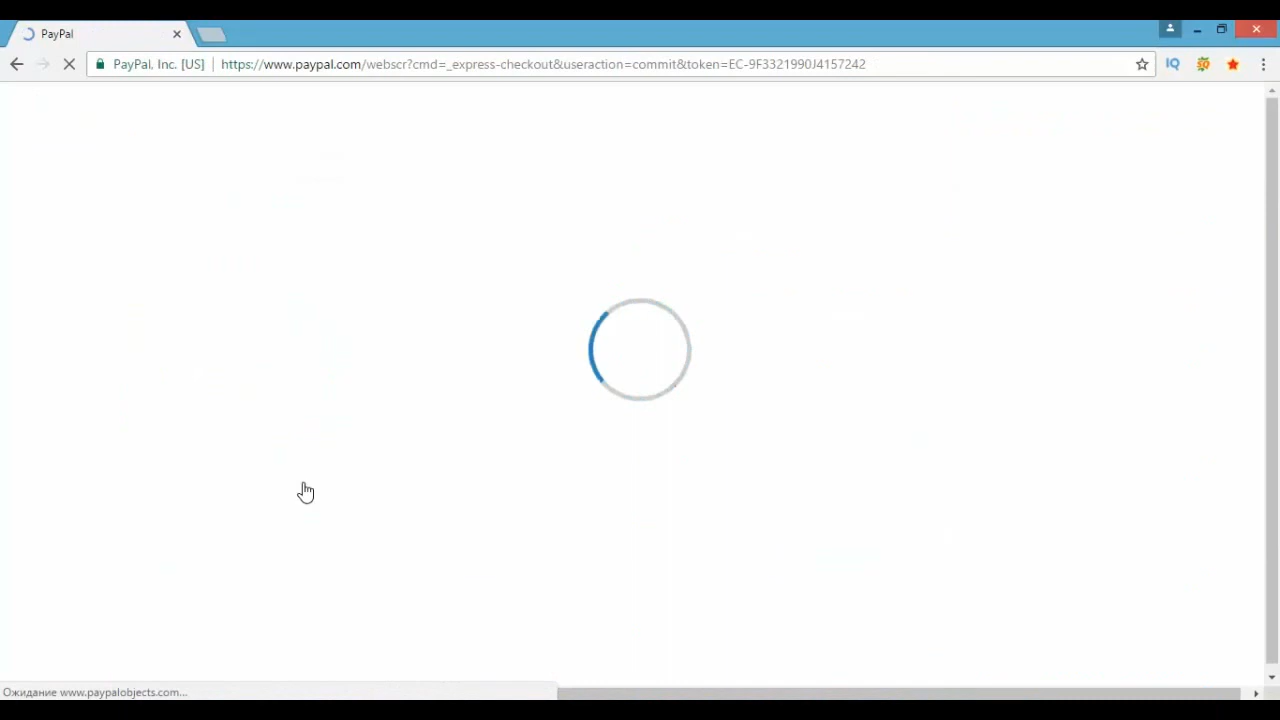 PayPal
PayPal, Inc. [US] | https://www.paypal.com/webscr?cmd=_express-checkout&useraction=commit&token=EC-9F3321990J4157242
IQ
Ожидание www.paypalobjects.com...